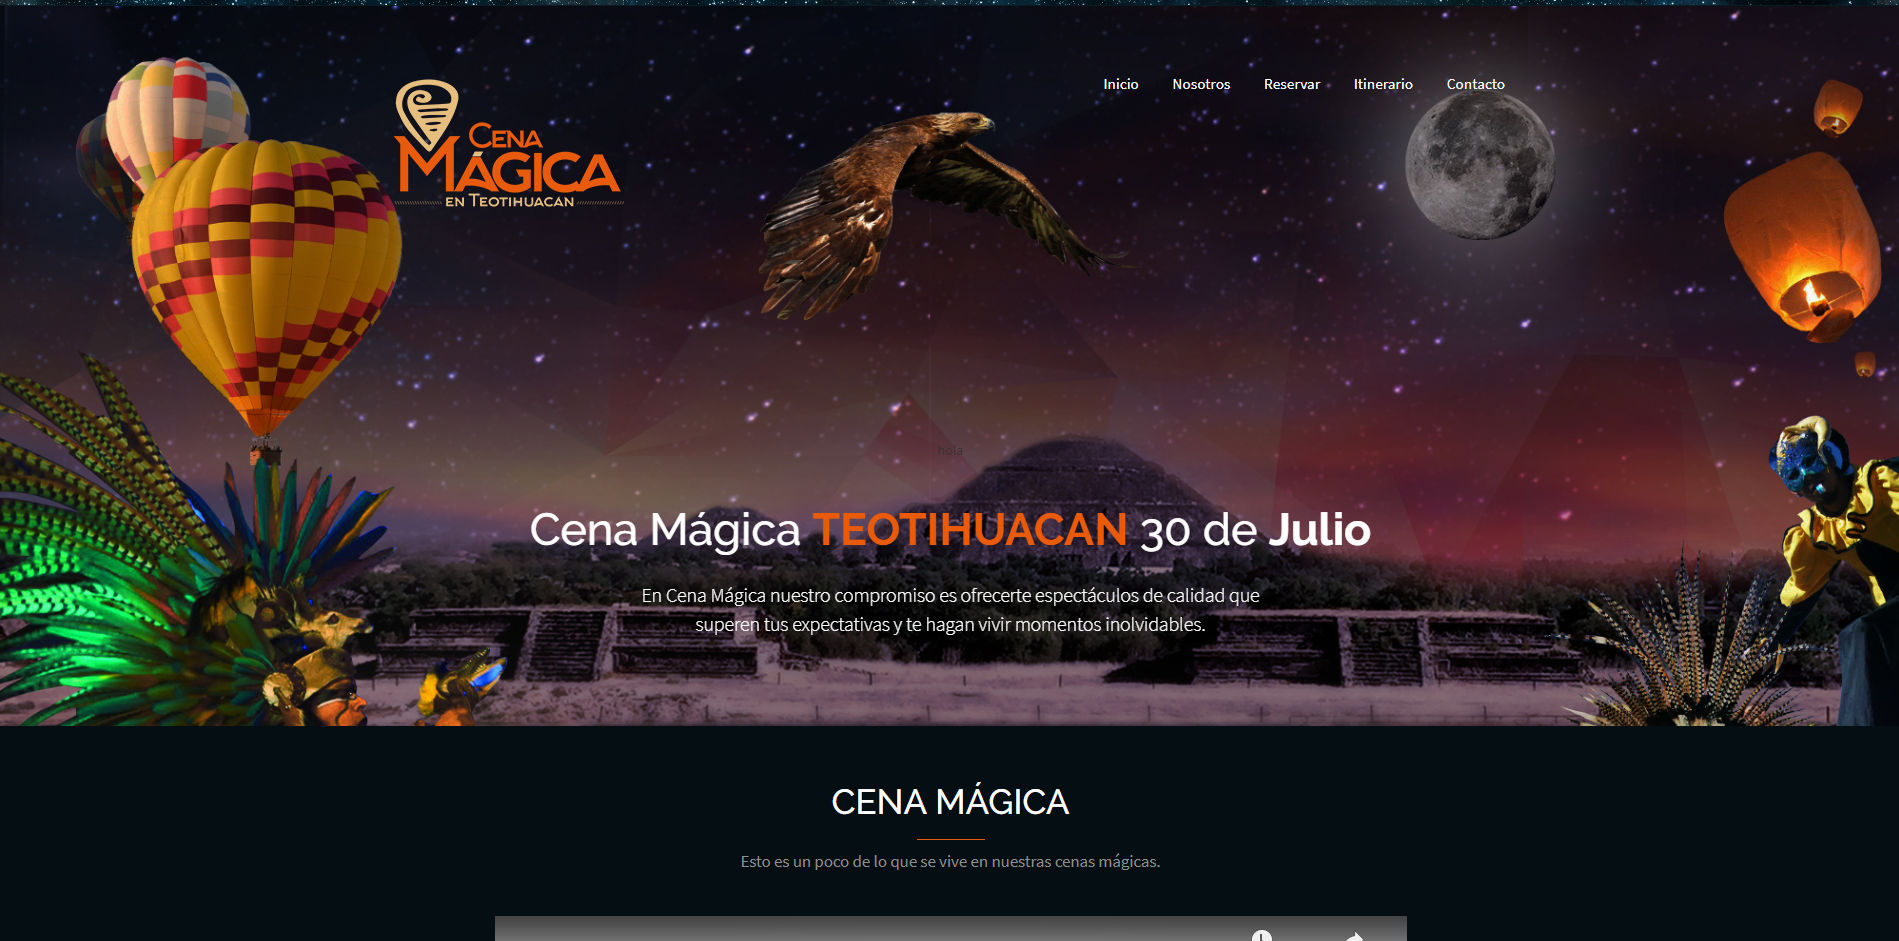 Inicio Nosotros Reservar Itinerario Contacto
CENA
MÁGICA
EN TEOTIHUACAN
hola
Cena Mágica TEOTIHUACAN 30 de Julio
En Cena Mágica nuestro compromiso es ofrecerte espectáculos de calidad que
superen tus expectativas y te hagan vivir momentos inolvidables.
CENA MÁGICA
Esto es un poco de lo que se vive en nuestras cenas mágicas.